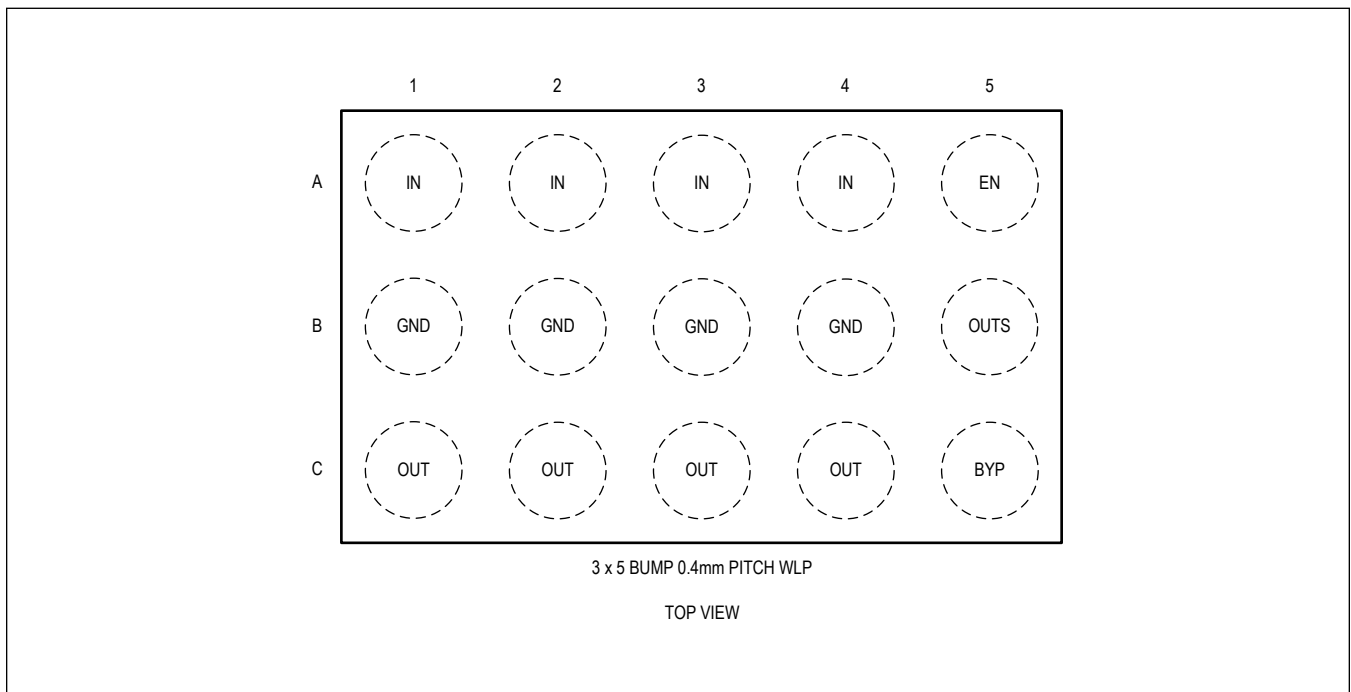 1 2 3 4 5
A IN IN IN IN EN
B GND GND GND GND OUTS
C OUT OUT OUT OUT BYP
3 x 5 BUMP 0.4mm PITCH WLP
TOP VIEW